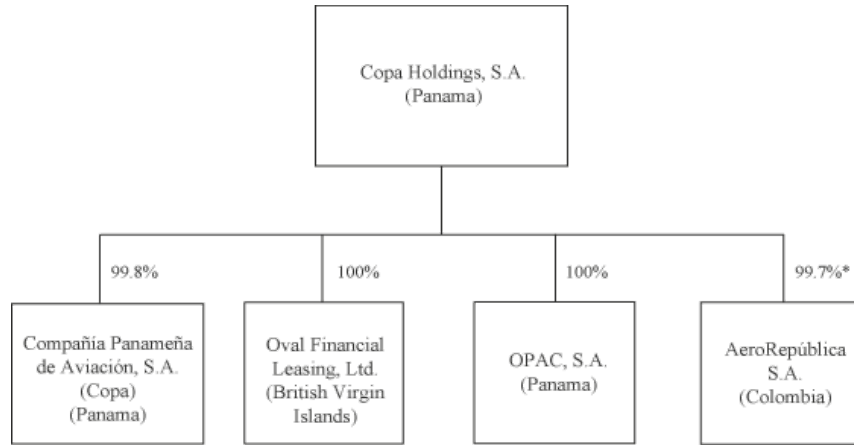 Copa Holdings, S.A.
(Panama)
99.8%
100%
100%
99.7%*
Compañía Panameña
de Aviación, S.A.
(Copa)
(Panama)
Oval Financial
Leasing, Ltd.
(British Virgin
Islands)
OPAC, S.A.
(Panama)
AeroRepública
S.A.
(Colombia)